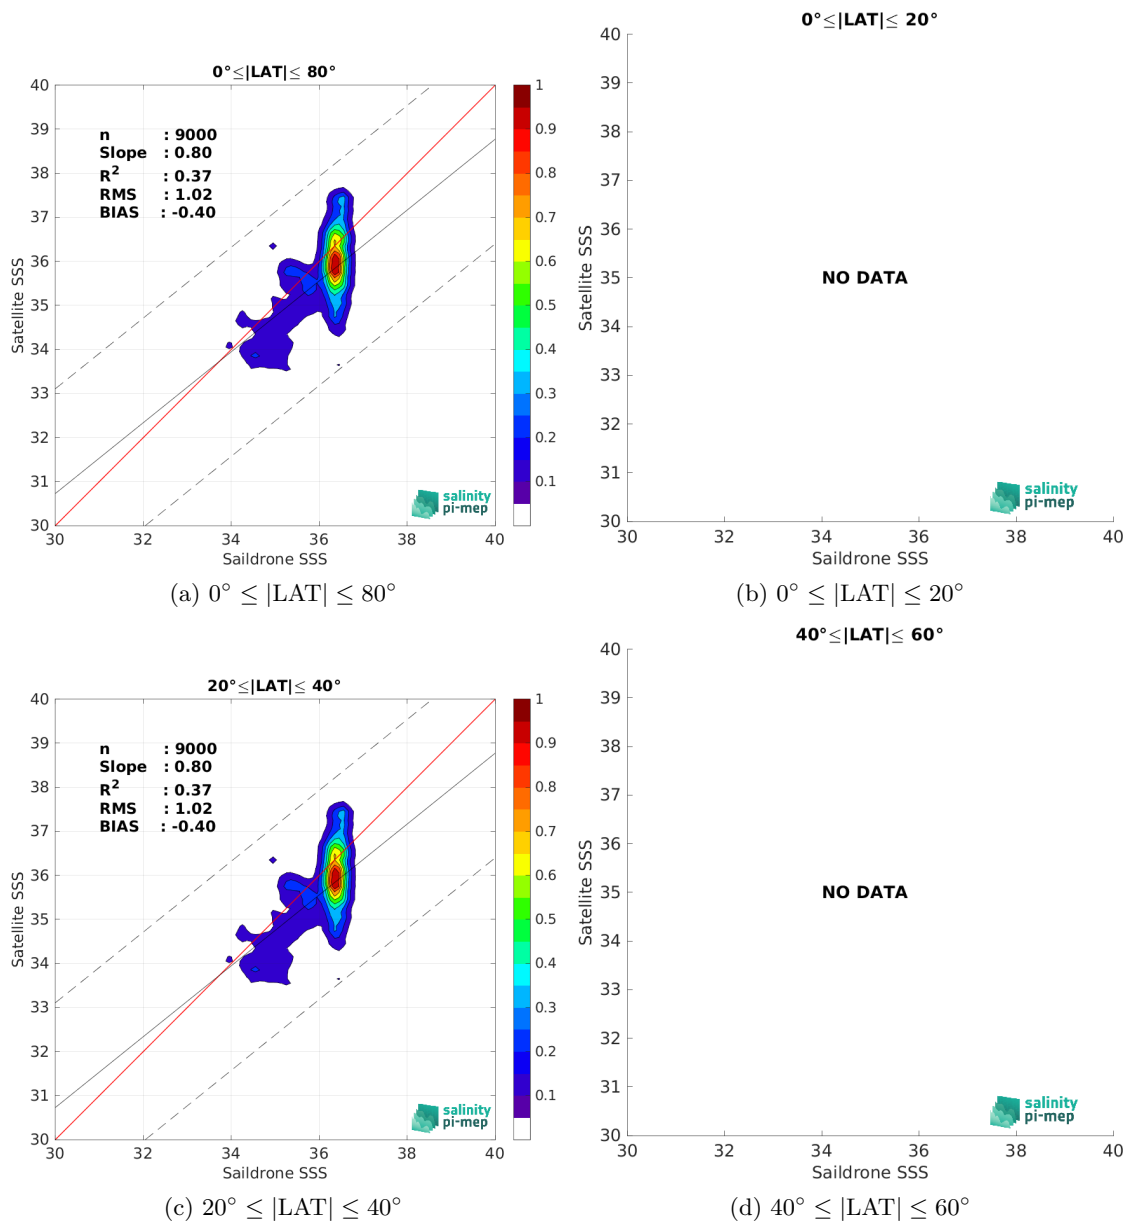 0°≤|LAT|≤ 80°
40
39
38
37
36
35
34
33
32
31
30
Satellite SSS
n : 9000
Slope : 0.80
R² : 0.37
RMS : 1.02
BIAS : -0.40
salinity
pi-mep
30 32 34 36 38 40
Saildrone SSS
1
0.9
0.8
0.7
0.6
0.5
0.4
0.3
0.2
0.1
(a) 0° ≤ |LAT| ≤ 80°
0°≤|LAT|≤ 20°
40
39
38
37
36
35
34
33
32
31
30
Satellite SSS
NO DATA
salinity
pi-mep
30 32 34 36 38 40
Saildrone SSS
(b) 0° ≤ |LAT| ≤ 20°
20°≤|LAT|≤ 40°
40
39
38
37
36
35
34
33
32
31
30
Satellite SSS
n : 9000
Slope : 0.80
R² : 0.37
RMS : 1.02
BIAS : -0.40
salinity
pi-mep
30 32 34 36 38 40
Saildrone SSS
1
0.9
0.8
0.7
0.6
0.5
0.4
0.3
0.2
0.1
(c) 20° ≤ |LAT| ≤ 40°
40°≤|LAT|≤ 60°
40
39
38
37
36
35
34
33
32
31
30
Satellite SSS
NO DATA
salinity
pi-mep
30 32 34 36 38 40
Saildrone SSS
(d) 40° ≤ |LAT| ≤ 60°